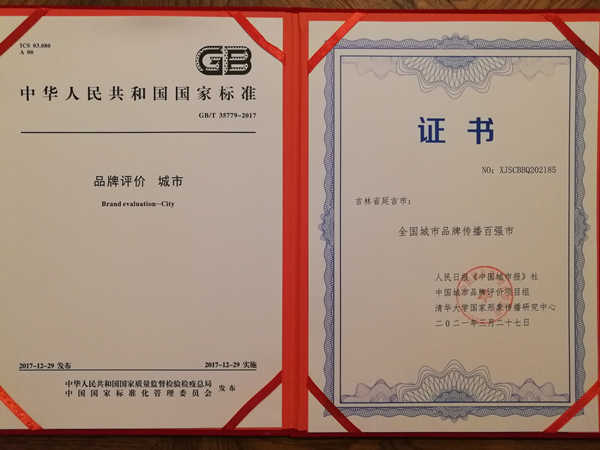 ICS 03.080
A 00
GB
中华人民共和国国家标准
GB/T 35779-2017
品牌评价 城市
Brand evaluation—City
2017-12-29 发布
2017-12-29 实施
中华人民共和国国家质量监督检验检疫总局
中国国家标准化管理委员会
发布
证书
NO: XJSCBBQ202185
吉林省延吉市:
全国城市品牌传播百强市
人民日报《中国城市报》社
中国城市品牌评价项目组
清华大学国家形象传播研究中心
二〇二一年三月二十七日